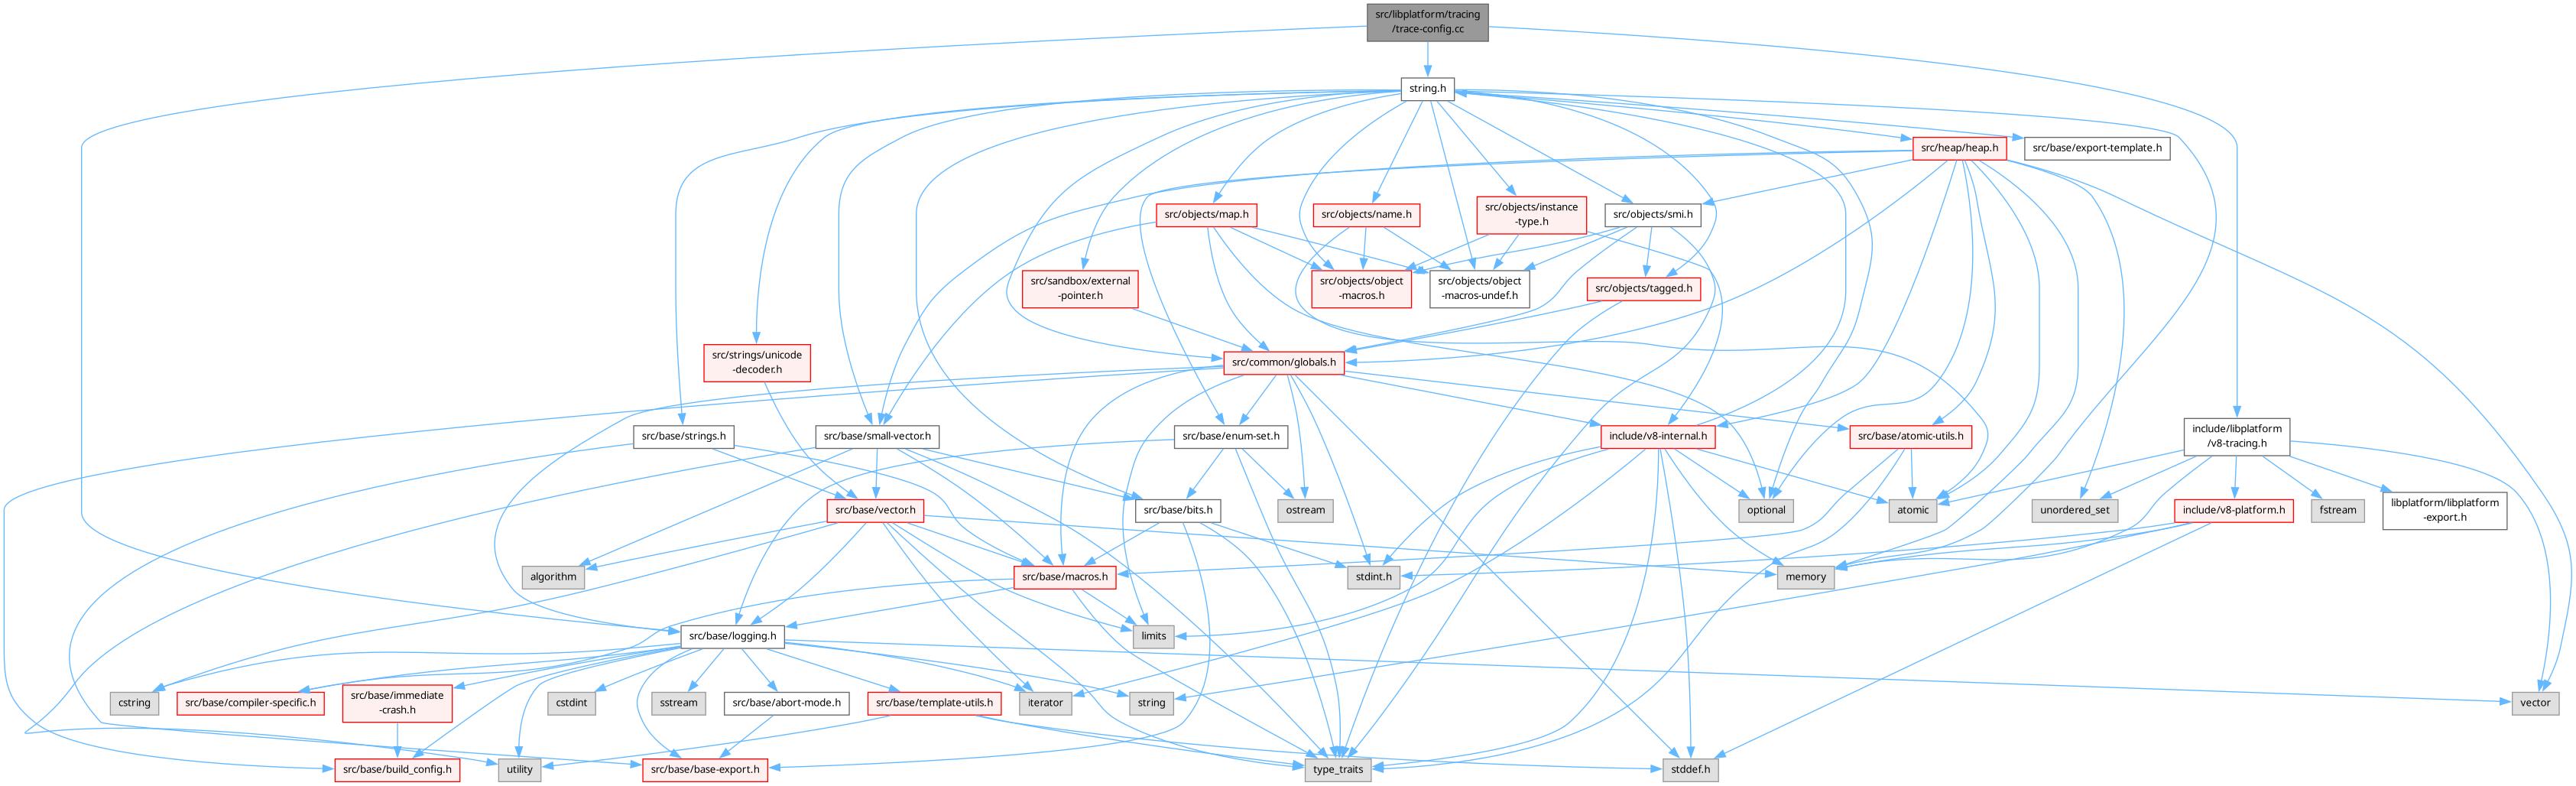 src/libplatform/tracing
/trace-config.cc
string.h
src/heap/heap.h
src/base/export-template.h
src/objects/map.h
src/objects/name.h
src/objects/instance
-type.h
src/objects/smi.h
src/sandbox/external
-pointer.h
src/objects/object
-macros.h
src/objects/object
-macros-undef.h
src/objects/tagged.h
src/strings/unicode
-decoder.h
src/common/globals.h
src/base/strings.h
src/base/small-vector.h
src/base/enum-set.h
include/v8-internal.h
src/base/atomic-utils.h
include/libplatform
/v8-tracing.h
src/base/vector.h
src/base/bits.h
ostream
optional
atomic
unordered_set
include/v8-platform.h
fstream
libplatform/libplatform
-export.h
algorithm
src/base/macros.h
stdint.h
memory
src/base/logging.h
limits
cstring
src/base/compiler-specific.h
src/base/immediate
-crash.h
cstdint
sstream
src/base/abort-mode.h
src/base/template-utils.h
iterator
string
vector
src/base/build_config.h
utility
src/base/base-export.h
type_traits
stddef.h